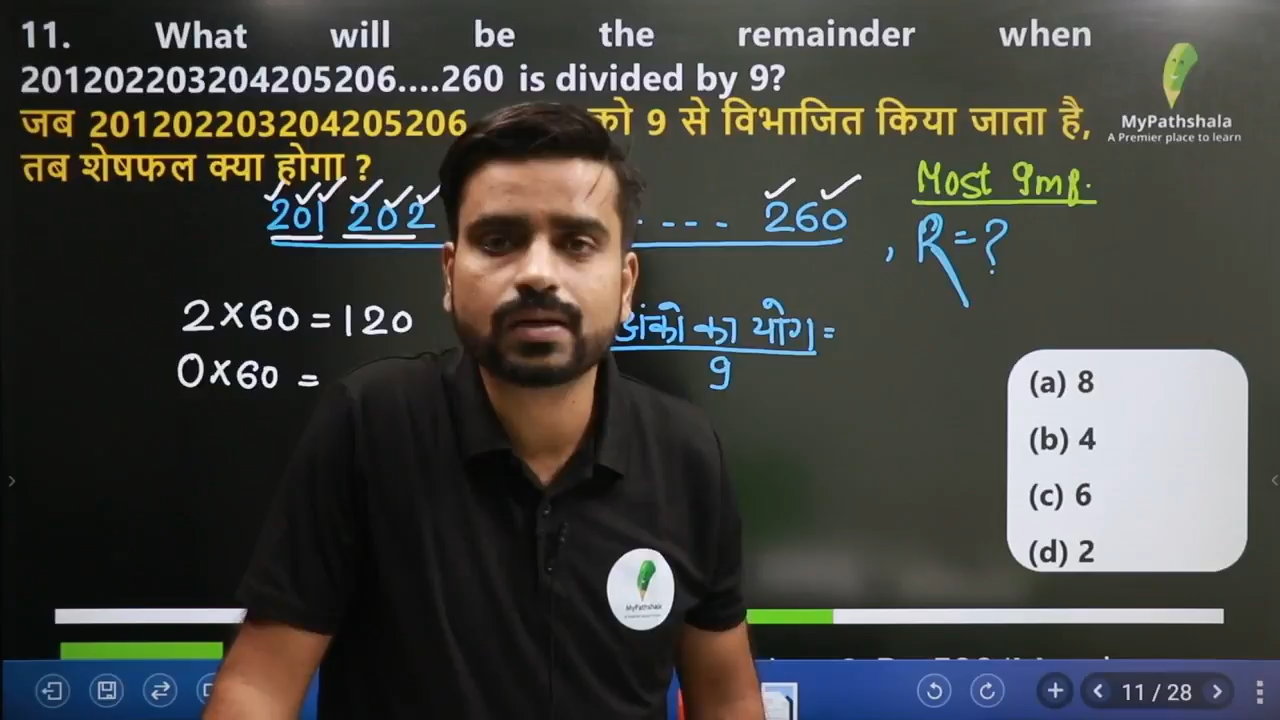 11. What will be the remainder when
201202203204205206....260 is divided by 9?
जब 201202203204205206 को 9 से विभाजित किया जाता है,
तब शेषफल क्या होगा ?
MyPathshala
A Premier place to learn
Most Imp.
201 202 .---- 260 , R=?
2×60=120
0×60 =
अंको का योग =
9
(a) 8
(b) 4
(c) 6
(d) 2
MyPathshala
11 / 28